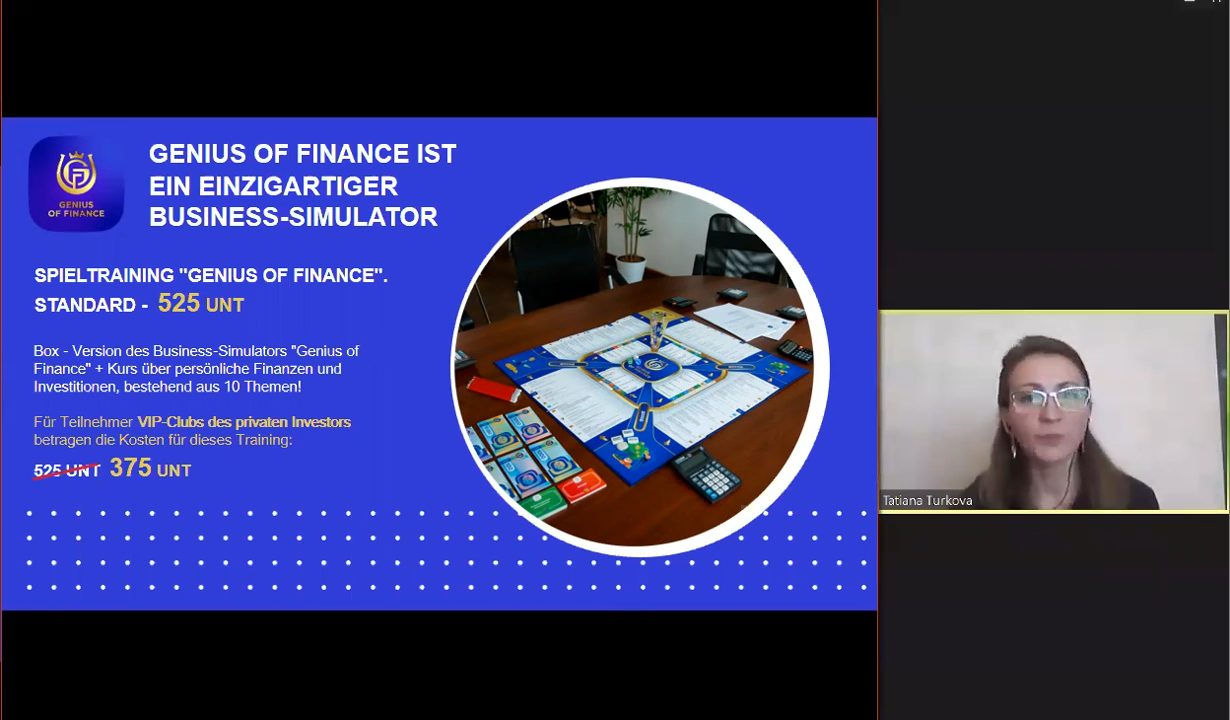 GENIUS
OF FINANCE
GENIUS OF FINANCE IST
EIN EINZIGARTIGER
BUSINESS-SIMULATOR
SPIELTRAINING "GENIUS OF FINANCE".
STANDARD - 525 UNT
Box - Version des Business-Simulators "Genius of
Finance" + Kurs über persönliche Finanzen und
Investitionen, bestehend aus 10 Themen!
Für Teilnehmer VIP-Clubs des privaten Investors
betragen die Kosten für dieses Training:
525 UNT 375 UNT
Tatiana Turkova